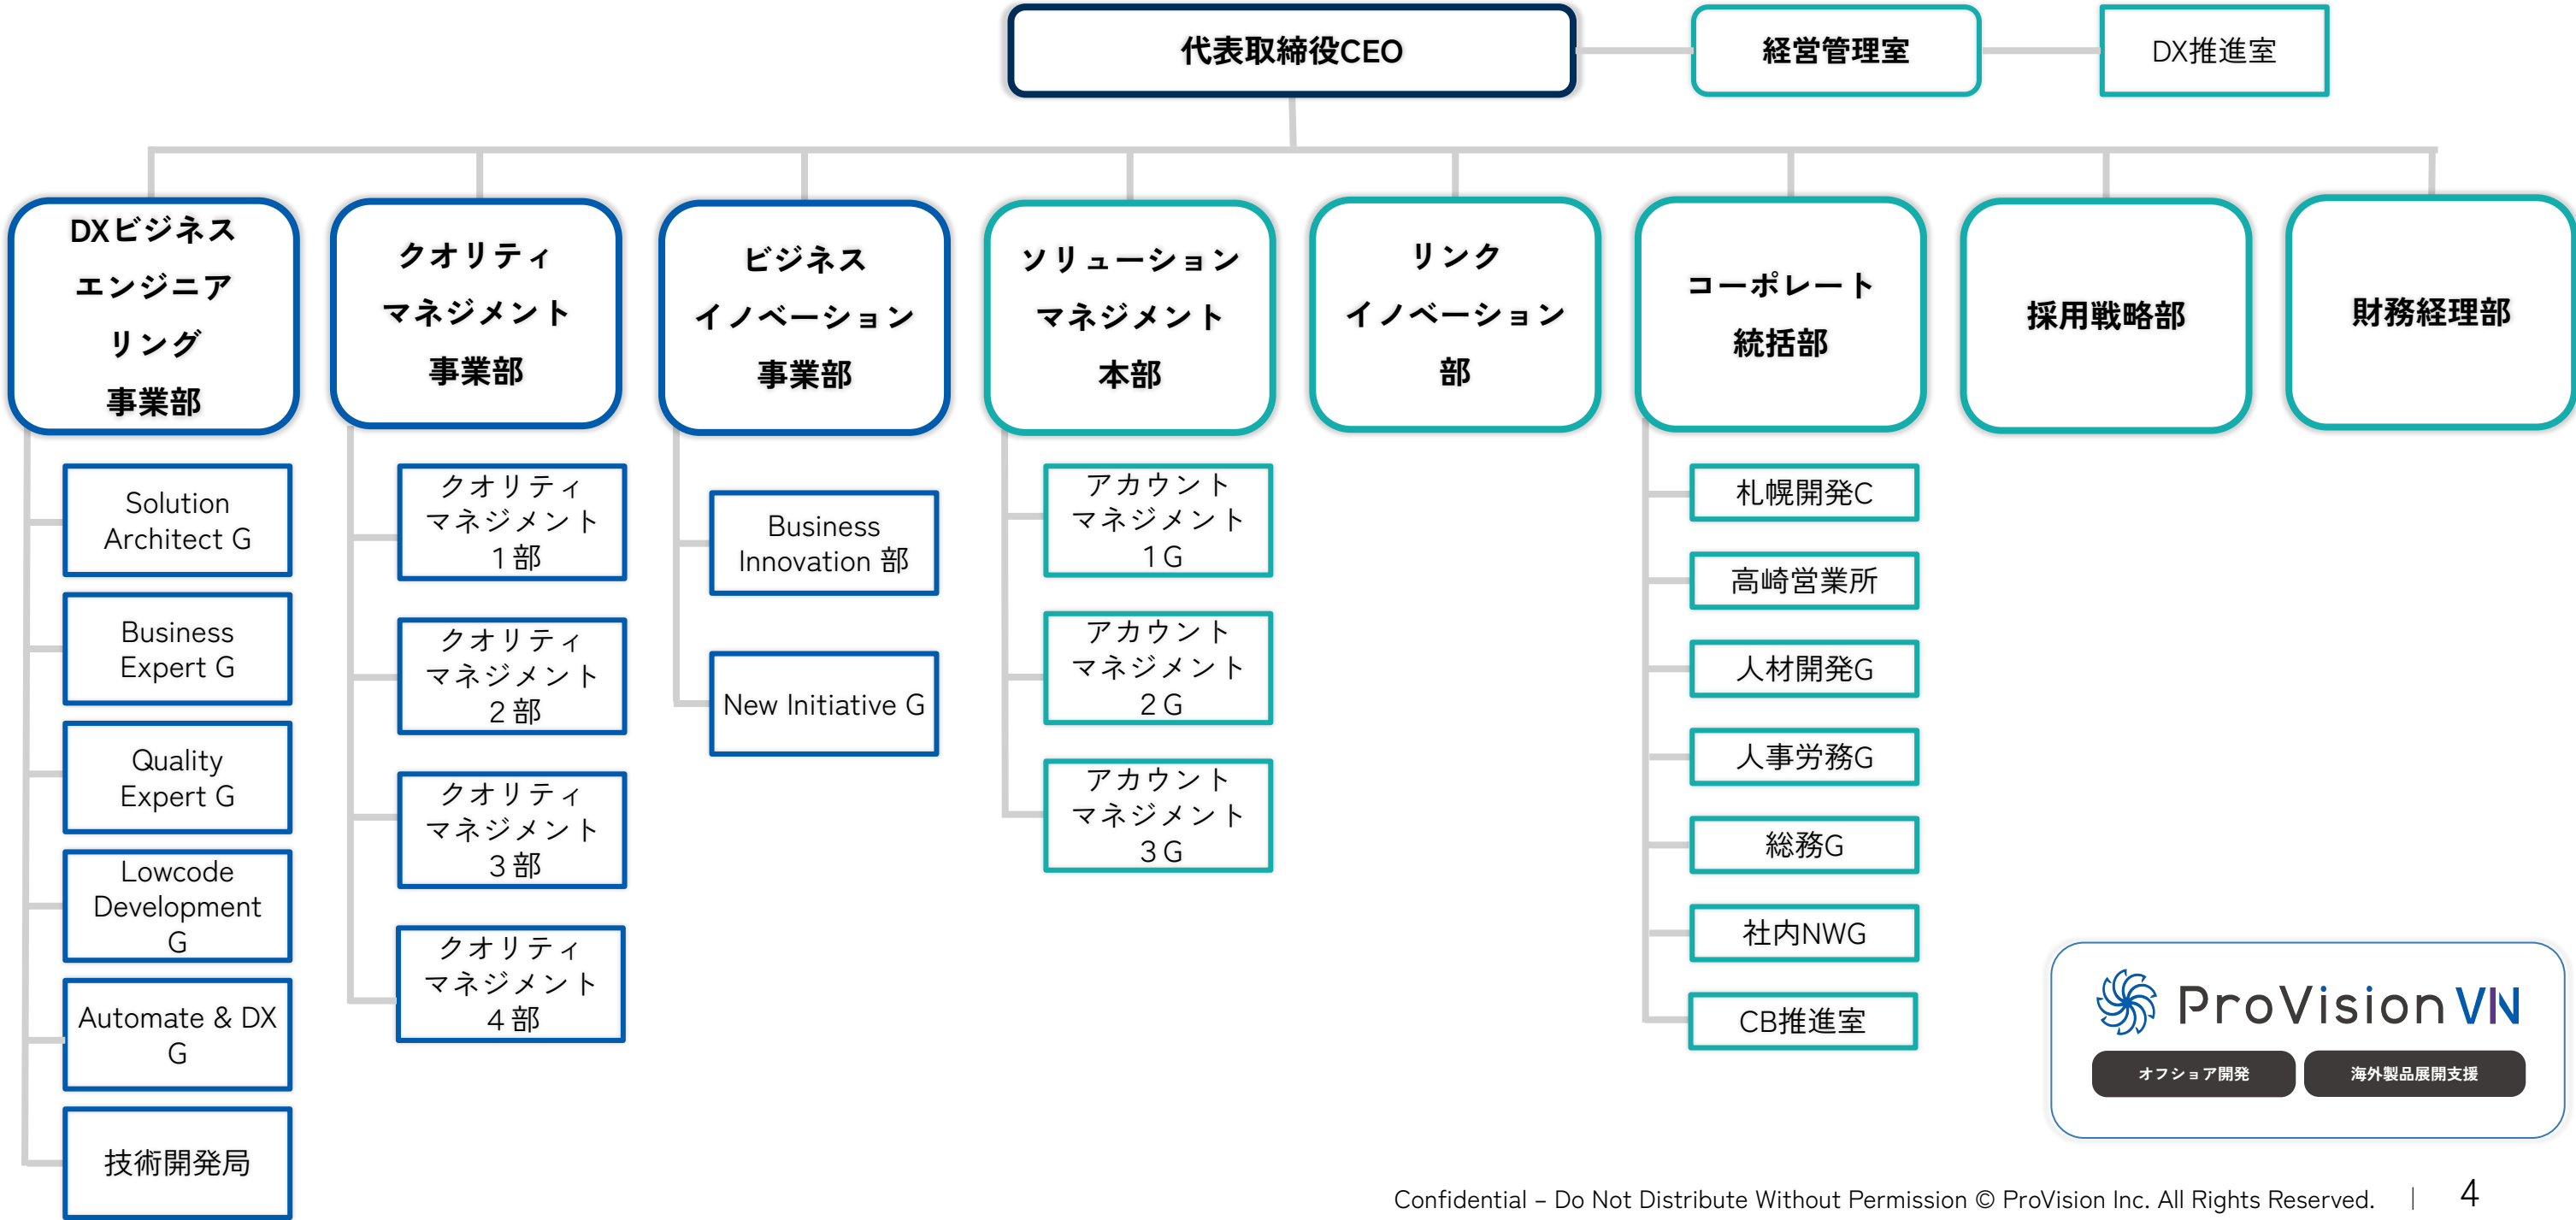 代表取締役CEO
経営管理室
DX推進室
DXビジネス
エンジニア
リング
事業部
クオリティ
マネジメント
事業部
ビジネス
イノベーション
事業部
ソリューション
マネジメント
本部
リンク
イノベーション
部
コーポレート
統括部
採用戦略部
財務経理部
Solution
Architect G
Business
Expert G
Quality
Expert G
Lowcode
Development
G
Automate & DX
G
技術開発局
クオリティ
マネジメント
1部
クオリティ
マネジメント
2部
クオリティ
マネジメント
3部
クオリティ
マネジメント
4部
Business
Innovation 部
New Initiative G
アカウント
マネジメント
1G
アカウント
マネジメント
2G
アカウント
マネジメント
3G
札幌開発C
高崎営業所
人材開発G
人事労務G
総務G
社内NWG
CB推進室
ProVision VN
オフショア開発
海外製品展開支援
Confidential – Do Not Distribute Without Permission © ProVision Inc. All Rights Reserved. | 4